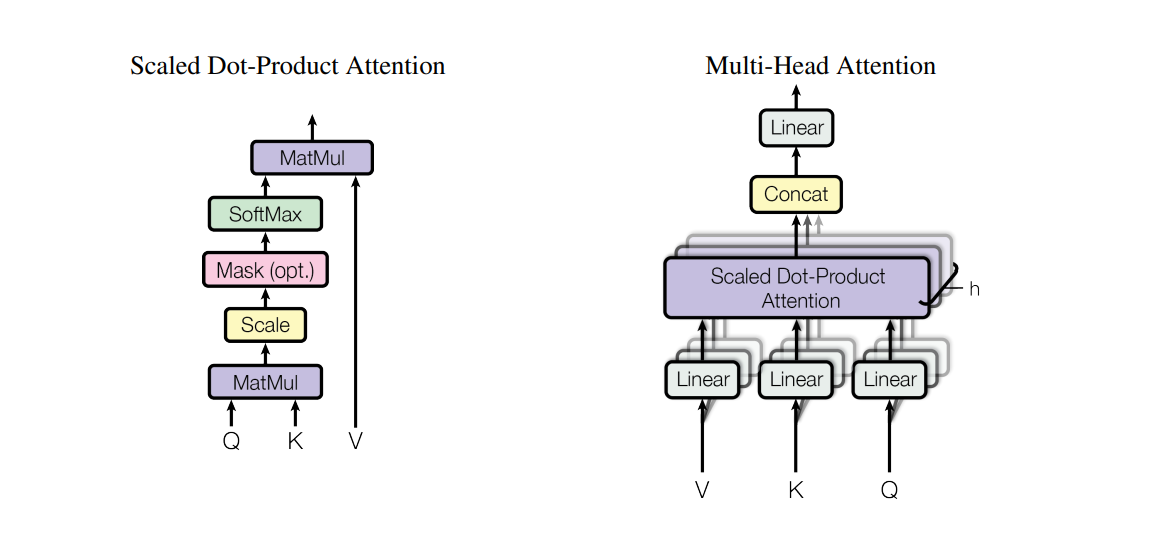 Scaled Dot-Product Attention
MatMul
SoftMax
Mask (opt.)
Scale
MatMul
Q K V
Multi-Head Attention
Linear
Concat
Scaled Dot-Product
Attention
h
Linear Linear Linear
V K Q